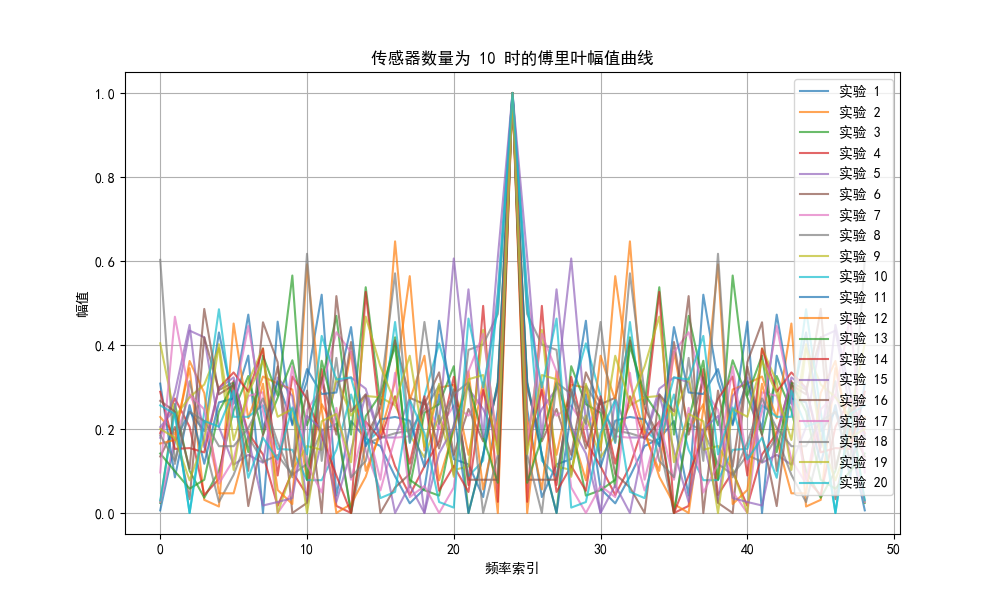 传感器数量为 10 时的傅里叶幅值曲线
幅值
1.0
0.8
0.6
0.4
0.2
0.0
0
10
20
30
40
50
频率索引
实验 1
实验 2
实验 3
实验 4
实验 5
实验 6
实验 7
实验 8
实验 9
实验 10
实验 11
实验 12
实验 13
实验 14
实验 15
实验 16
实验 17
实验 18
实验 19
实验 20